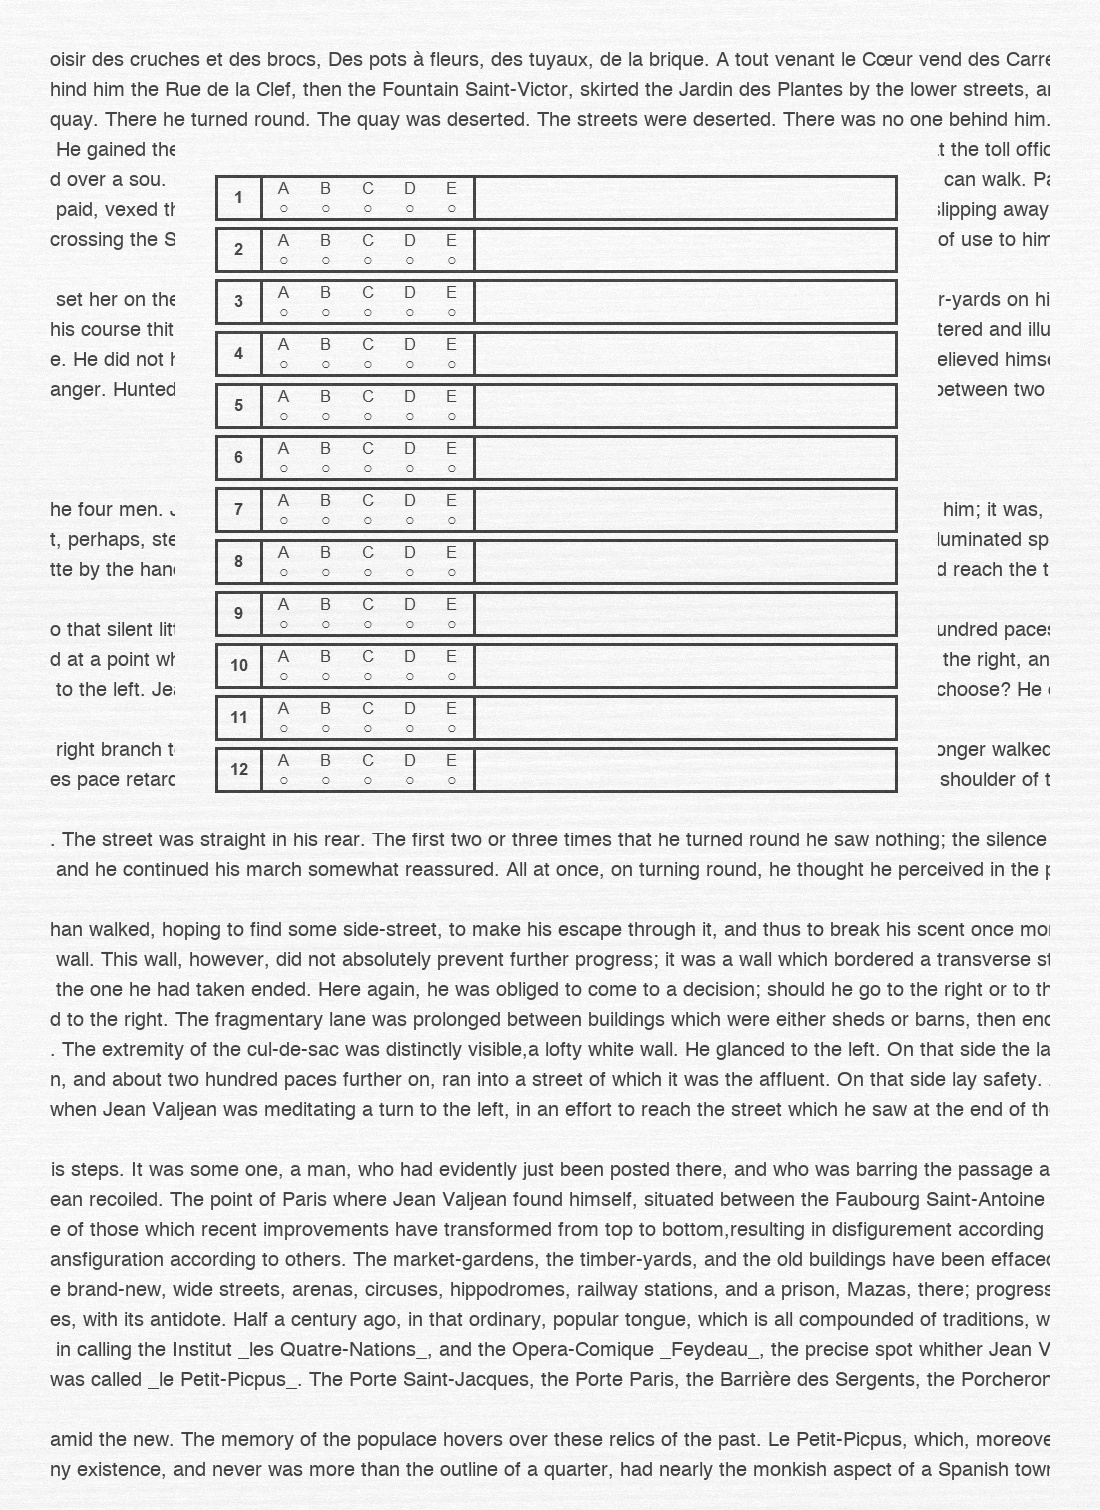 oisir des cruches et des brocs, Des pots à fleurs, des tuyaux, de la brique. A tout venant le Cœur vend des Carre
hind him the Rue de la Clef, then the Fountain Saint-Victor, skirted the Jardin des Plantes by the lower streets, an
quay. There he turned round. The quay was deserted. The streets were deserted. There was no one behind him.
He gained the
t the toll offic
d over a sou.
can walk. Pa
paid, vexed th
slipping away
crossing the S
of use to him
set her on the
r-yards on hi
his course thit
tered and illu
e. He did not h
elieved himse
anger. Hunted
between two
he four men. J
him; it was,
t, perhaps, ste
luminated sp
tte by the hand
d reach the t
o that silent litt
undred paces
d at a point wh
the right, an
to the left. Jea
choose? He
right branch t
onger walked
es pace retard
shoulder of t
1 A B C D E
2 A B C D E
3 A B C D E
4 A B C D E
5 A B C D E
6 A B C D E
7 A B C D E
8 A B C D E
9 A B C D E
10 A B C D E
11 A B C D E
12 A B C D E
. The street was straight in his rear. The first two or three times that he turned round he saw nothing; the silence
and he continued his march somewhat reassured. All at once, on turning round, he thought he perceived in the p
han walked, hoping to find some side-street, to make his escape through it, and thus to break his scent once mor
wall. This wall, however, did not absolutely prevent further progress; it was a wall which bordered a transverse st
the one he had taken ended. Here again, he was obliged to come to a decision; should he go to the right or to th
d to the right. The fragmentary lane was prolonged between buildings which were either sheds or barns, then end
. The extremity of the cul-de-sac was distinctly visible,a lofty white wall. He glanced to the left. On that side the la
n, and about two hundred paces further on, ran into a street of which it was the affluent. On that side lay safety.
when Jean Valjean was meditating a turn to the left, in an effort to reach the street which he saw at the end of the
is steps. It was some one, a man, who had evidently just been posted there, and who was barring the passage a
ean recoiled. The point of Paris where Jean Valjean found himself, situated between the Faubourg Saint-Antoine
e of those which recent improvements have transformed from top to bottom,resulting in disfigurement according
ansfiguration according to others. The market-gardens, the timber-yards, and the old buildings have been effaced
e brand-new, wide streets, arenas, circuses, hippodromes, railway stations, and a prison, Mazas, there; progress
es, with its antidote. Half a century ago, in that ordinary, popular tongue, which is all compounded of traditions, w
in calling the Institut _les Quatre-Nations_, and the Opera-Comique _Feydeau_, the precise spot whither Jean V
was called _le Petit-Picpus_. The Porte Saint-Jacques, the Porte Paris, the Barrière des Sergents, the Porcheron
amid the new. The memory of the populace hovers over these relics of the past. Le Petit-Picpus, which, moreove
ny existence, and never was more than the outline of a quarter, had nearly the monkish aspect of a Spanish town